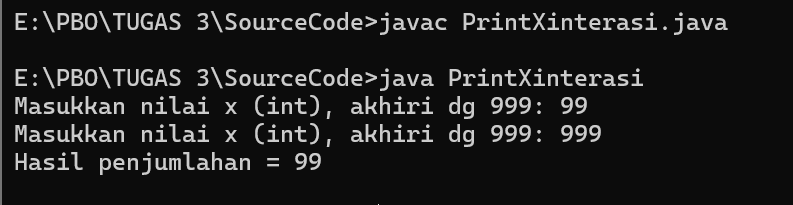 E:\PBO\TUGAS 3\SourceCode>javac PrintXinterasi.java
E:\PBO\TUGAS 3\SourceCode>java PrintXinterasi
Masukkan nilai x (int), akhiri dg 999: 99
Masukkan nilai x (int), akhiri dg 999: 999
Hasil penjumlahan = 99